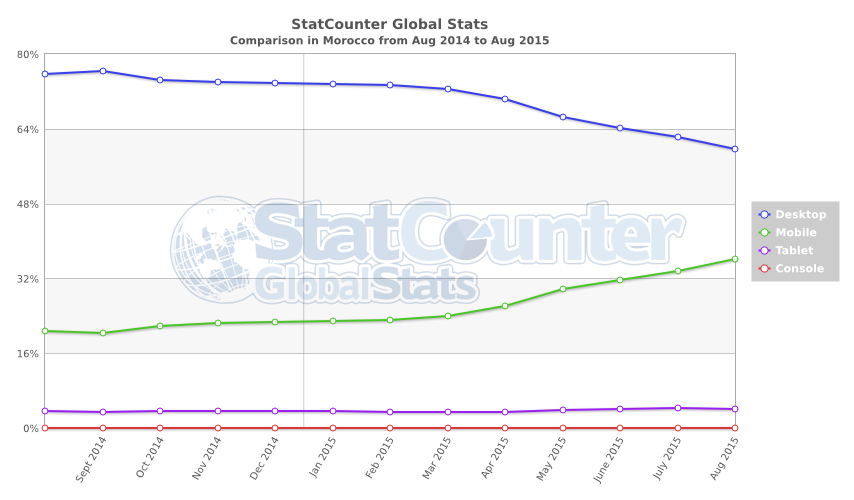 StatCounter Global Stats
Comparison in Morocco from Aug 2014 to Aug 2015
80%
64%
48%
32%
16%
0%
StatCounter
GlobalStats
Desktop
Mobile
Tablet
Console
Sept 2014
Oct 2014
Nov 2014
Dec 2014
Jan 2015
Feb 2015
Mar 2015
Apr 2015
May 2015
June 2015
July 2015
Aug 2015